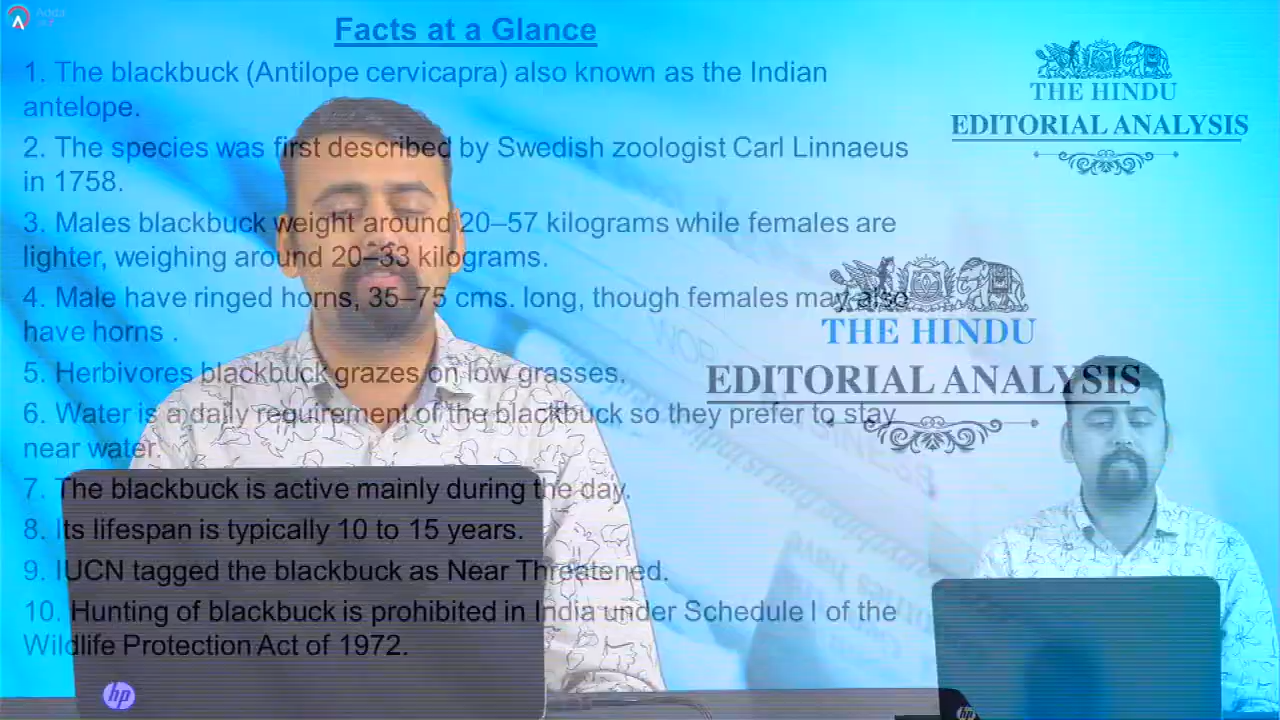 Adda
Facts at a Glance
1. The blackbuck (Antilope cervicapra) also known as the Indian
antelope.
2. The species was first described by Swedish zoologist Carl Linnaeus
in 1758.
3. Males blackbuck weight around 20–57 kilograms while females are
lighter, weighing around 20–33 kilograms.
4. Male have ringed horns, 35–75 cms. long, though females may also
have horns .
5. Herbivores blackbuck grazes on low grasses.
6. Water is a daily requirement of the blackbuck so they prefer to stay
near water.
7. The blackbuck is active mainly during the day.
8. Its lifespan is typically 10 to 15 years.
9. IUCN tagged the blackbuck as Near Threatened.
10. Hunting of blackbuck is prohibited in India under Schedule I of the
Wildlife Protection Act of 1972.
THE HINDU
EDITORIAL ANALYSIS
THE HINDU
EDITORIAL ANALYSIS
hp
hp